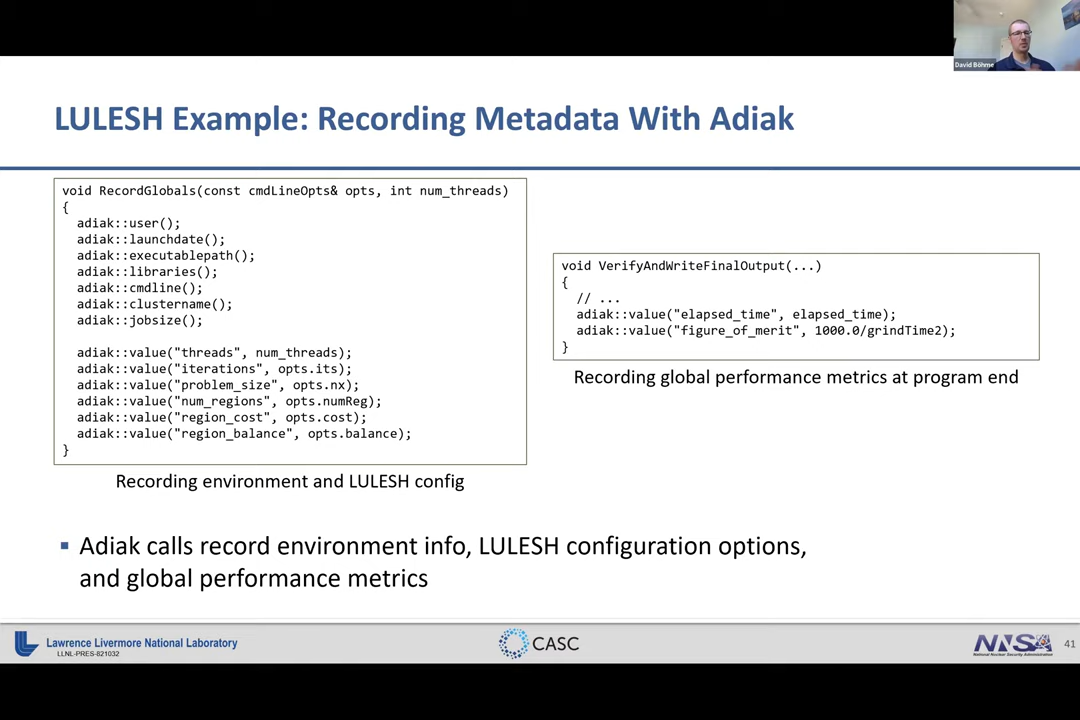 David Böhme
LULESH Example: Recording Metadata With Adiak
void RecordGlobals(const cmdLineOpts& opts, int num_threads)
{
  adiak::user();
  adiak::launchdate();
  adiak::executablepath();
  adiak::libraries();
  adiak::cmdline();
  adiak::clustername();
  adiak::jobsize();
  adiak::value("threads", num_threads);
  adiak::value("iterations", opts.its);
  adiak::value("problem_size", opts.nx);
  adiak::value("num_regions", opts.numReg);
  adiak::value("region_cost", opts.cost);
  adiak::value("region_balance", opts.balance);
}
Recording environment and LULESH config
void VerifyAndWriteFinalOutput(...)
{
  // ...
  adiak::value("elapsed_time", elapsed_time);
  adiak::value("figure_of_merit", 1000.0/grindTime2);
}
Recording global performance metrics at program end
▪ Adiak calls record environment info, LULESH configuration options,
and global performance metrics
Lawrence Livermore National Laboratory
LLNL-PRES-821032
CASC
NNSA
National Nuclear Security Administration
41